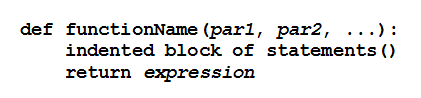 def functionName(par1, par2, ...):
    indented block of statements()
    return expression